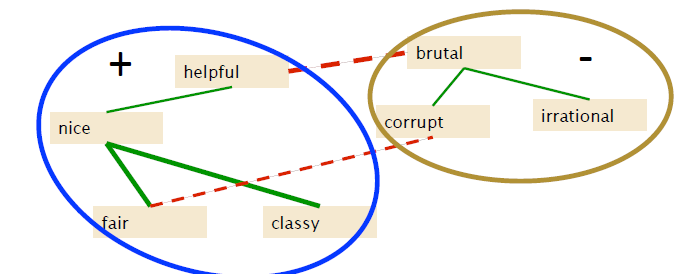 +
helpful
nice
fair
classy
brutal
-
corrupt
irrational